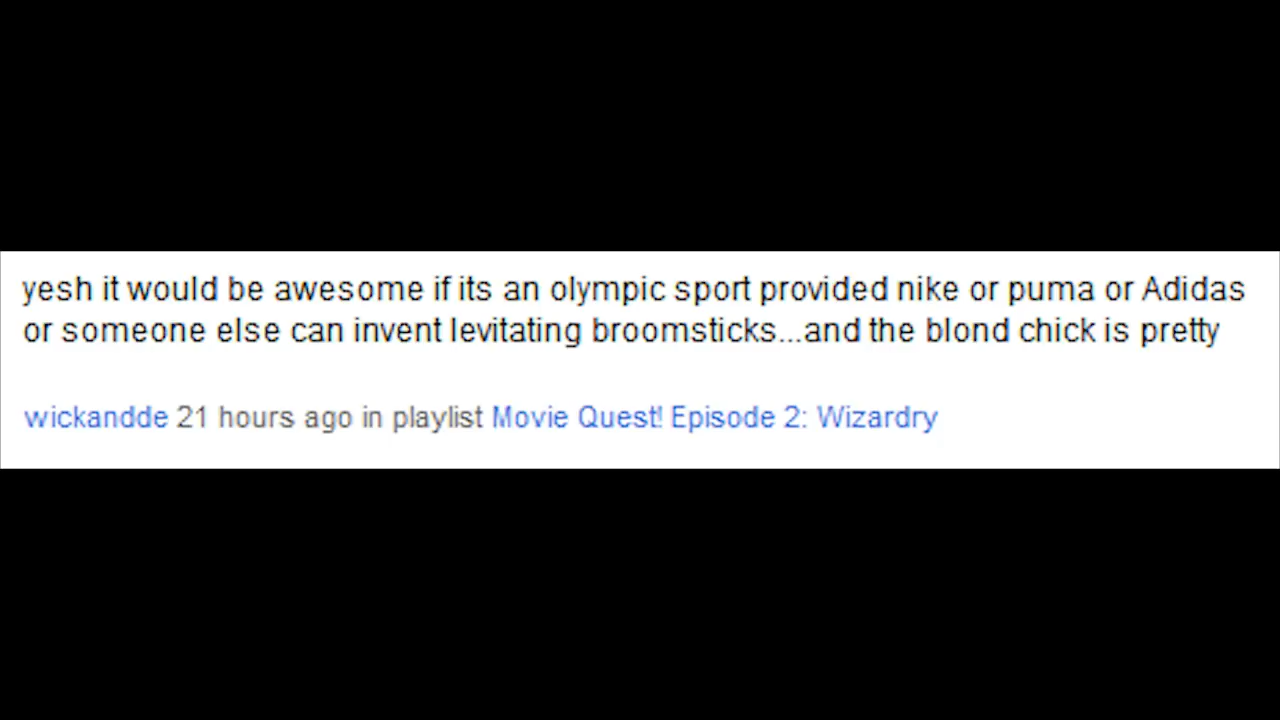 yesh it would be awesome if its an olympic sport provided nike or puma or Adidas
or someone else can invent levitating broomsticks...and the blond chick is pretty
wickandde 21 hours ago in playlist Movie Quest! Episode 2: Wizardry